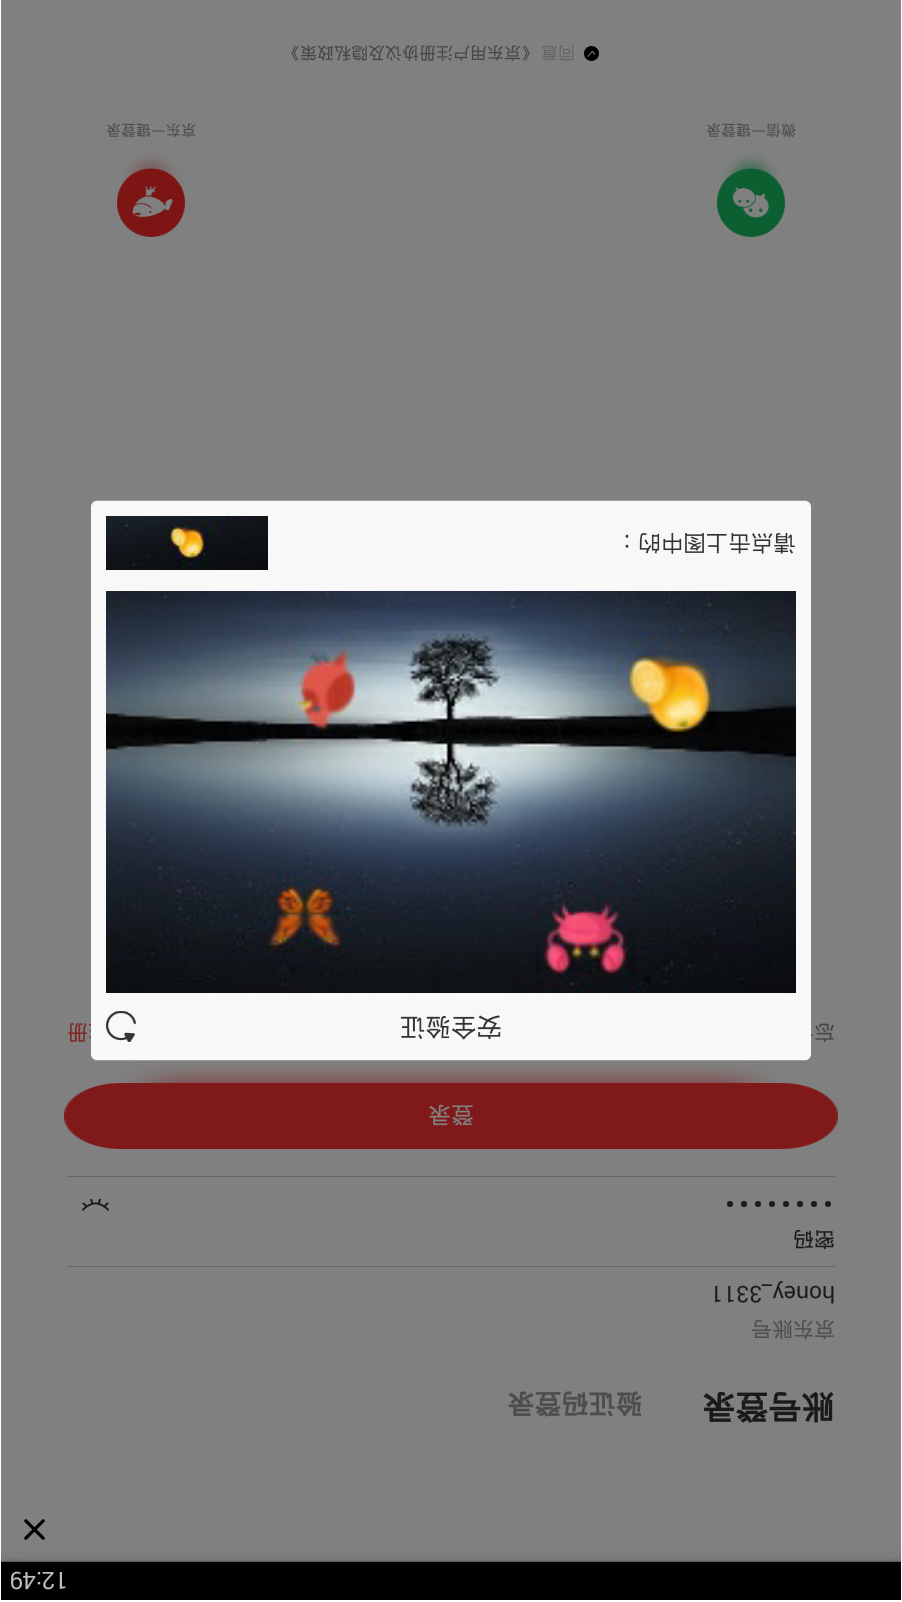 12:49
账号登录 验证码登录
京东账号
honey_3311
密码
••••••••
登录
忘 册
安全验证
请点击上图中的：
微信一键登录 京东一键登录
同意《京东用户注册协议及隐私政策》